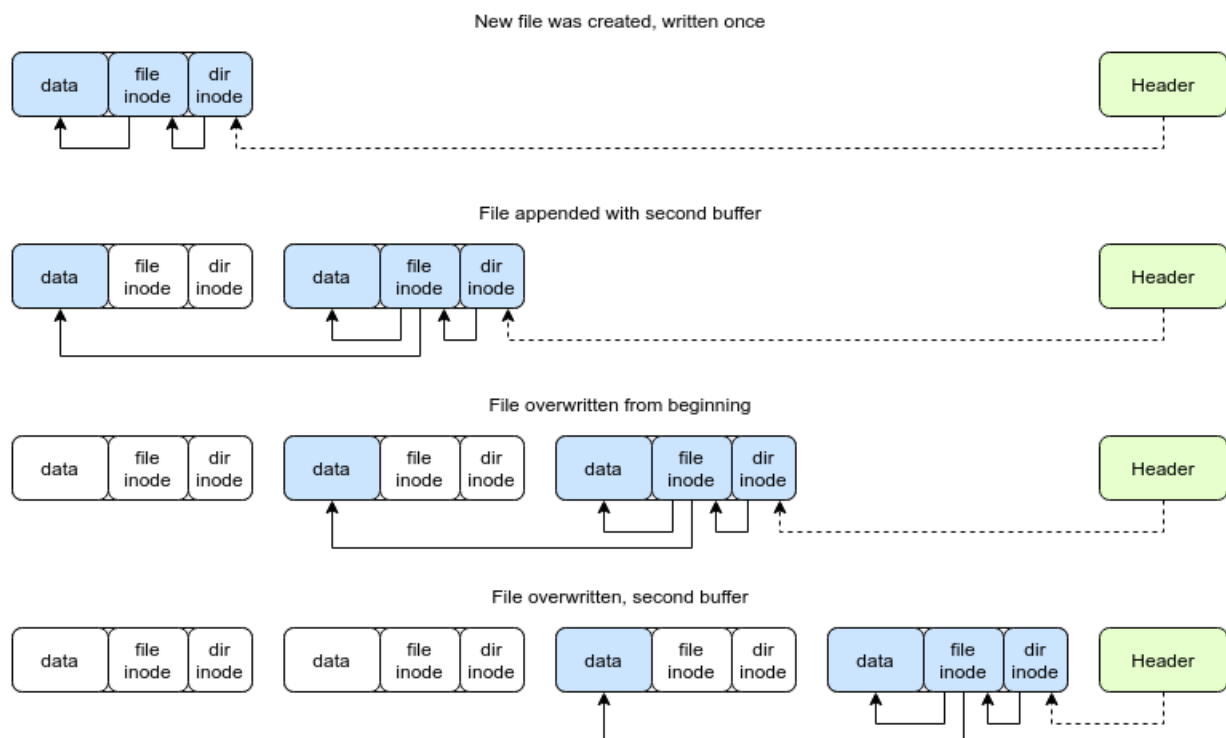 New file was created, written once
data
file
inode
dir
inode
Header
File appended with second buffer
data
file
inode
dir
inode
data
file
inode
dir
inode
Header
File overwritten from beginning
data
file
inode
dir
inode
data
file
inode
dir
inode
data
file
inode
dir
inode
Header
File overwritten, second buffer
data
file
inode
dir
inode
data
file
inode
dir
inode
data
file
inode
dir
inode
data
file
inode
dir
inode
Header